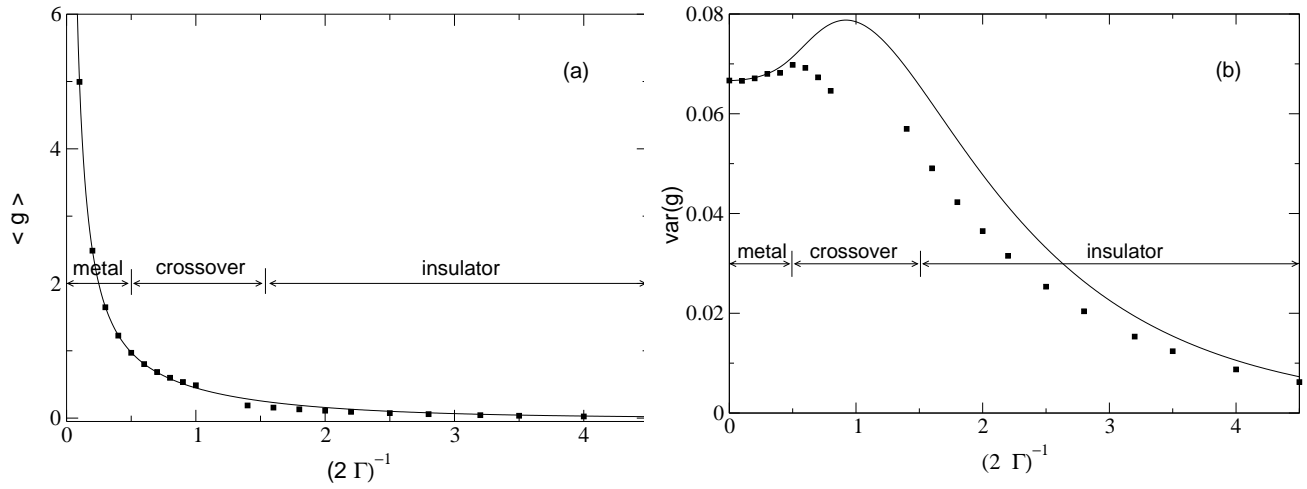 6
(a)
4
< g >
metal
crossover
insulator
2
0
0
1
2
3
4
(2 Γ)⁻¹
0.08
(b)
0.06
var(g)
0.04
metal
crossover
insulator
0.02
0
0
1
2
3
4
(2 Γ)⁻¹